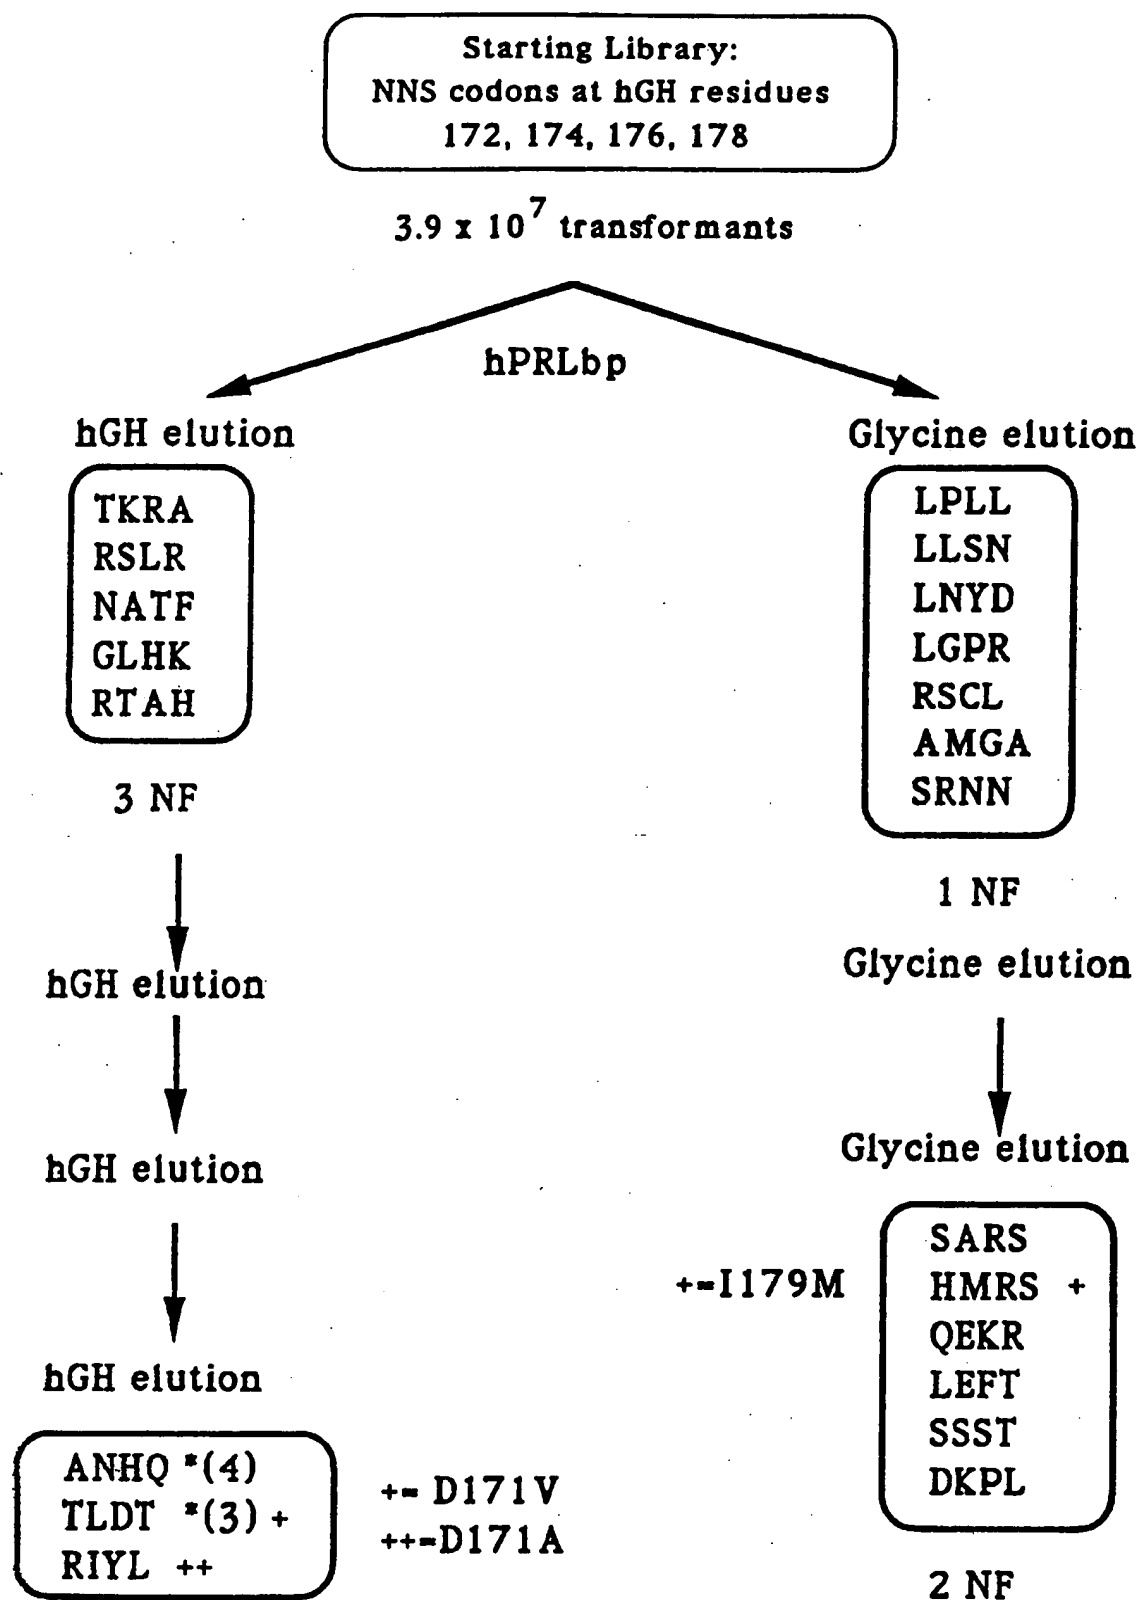 Starting Library:
NNS codons at hGH residues
172, 174, 176, 178
3.9 x 10^7 transformants
hPRLbp
hGH elution
TKRA
RSLR
NATF
GLHK
RTAH
3 NF
hGH elution
hGH elution
hGH elution
ANHQ *(4)
TLDT *(3) +
RIYL ++
+= D171V
++=D171A
Glycine elution
LPLL
LLSN
LNYD
LGPR
RSCL
AMGA
SRNN
1 NF
Glycine elution
Glycine elution
+=I179M
SARS
HMRS +
QEKR
LEFT
SSST
DKPL
2 NF